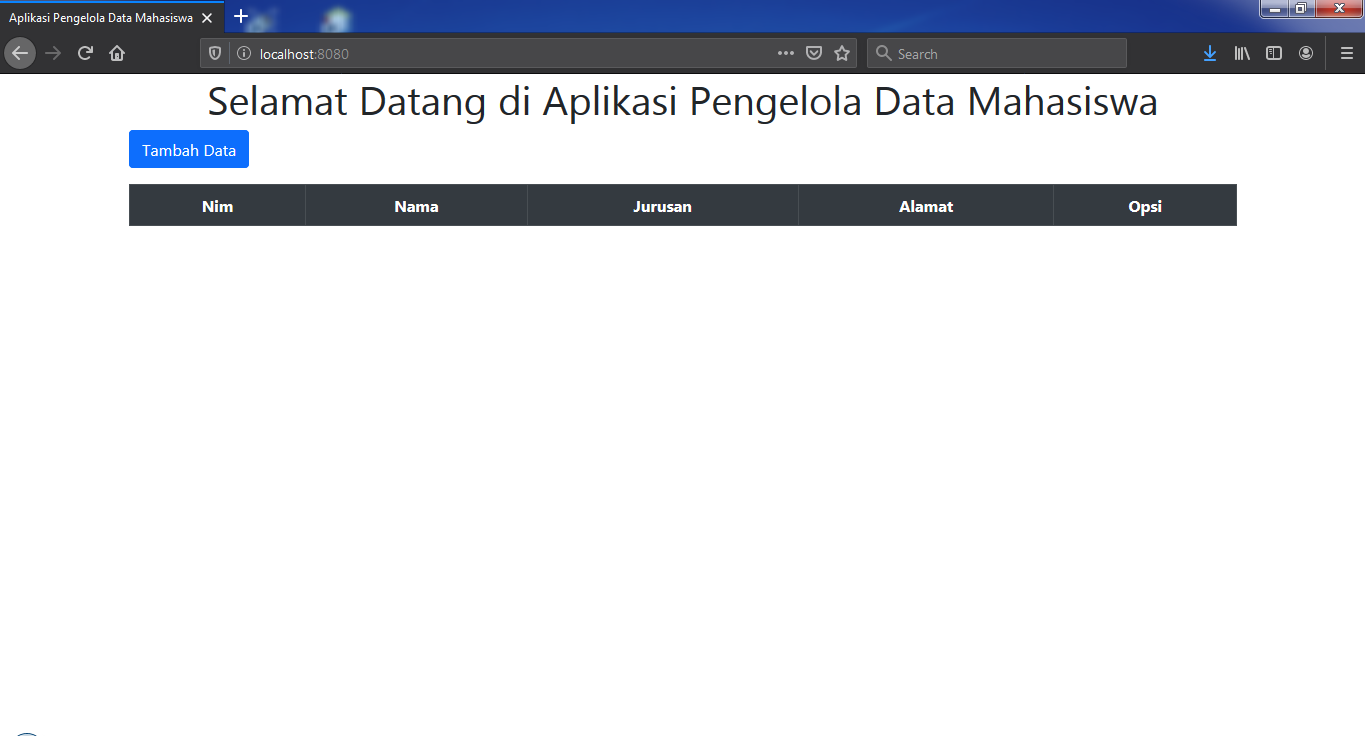 Aplikasi Pengelola Data Mahasiswa
localhost:8080
Search
Selamat Datang di Aplikasi Pengelola Data Mahasiswa
Tambah Data
Nim Nama Jurusan Alamat Opsi